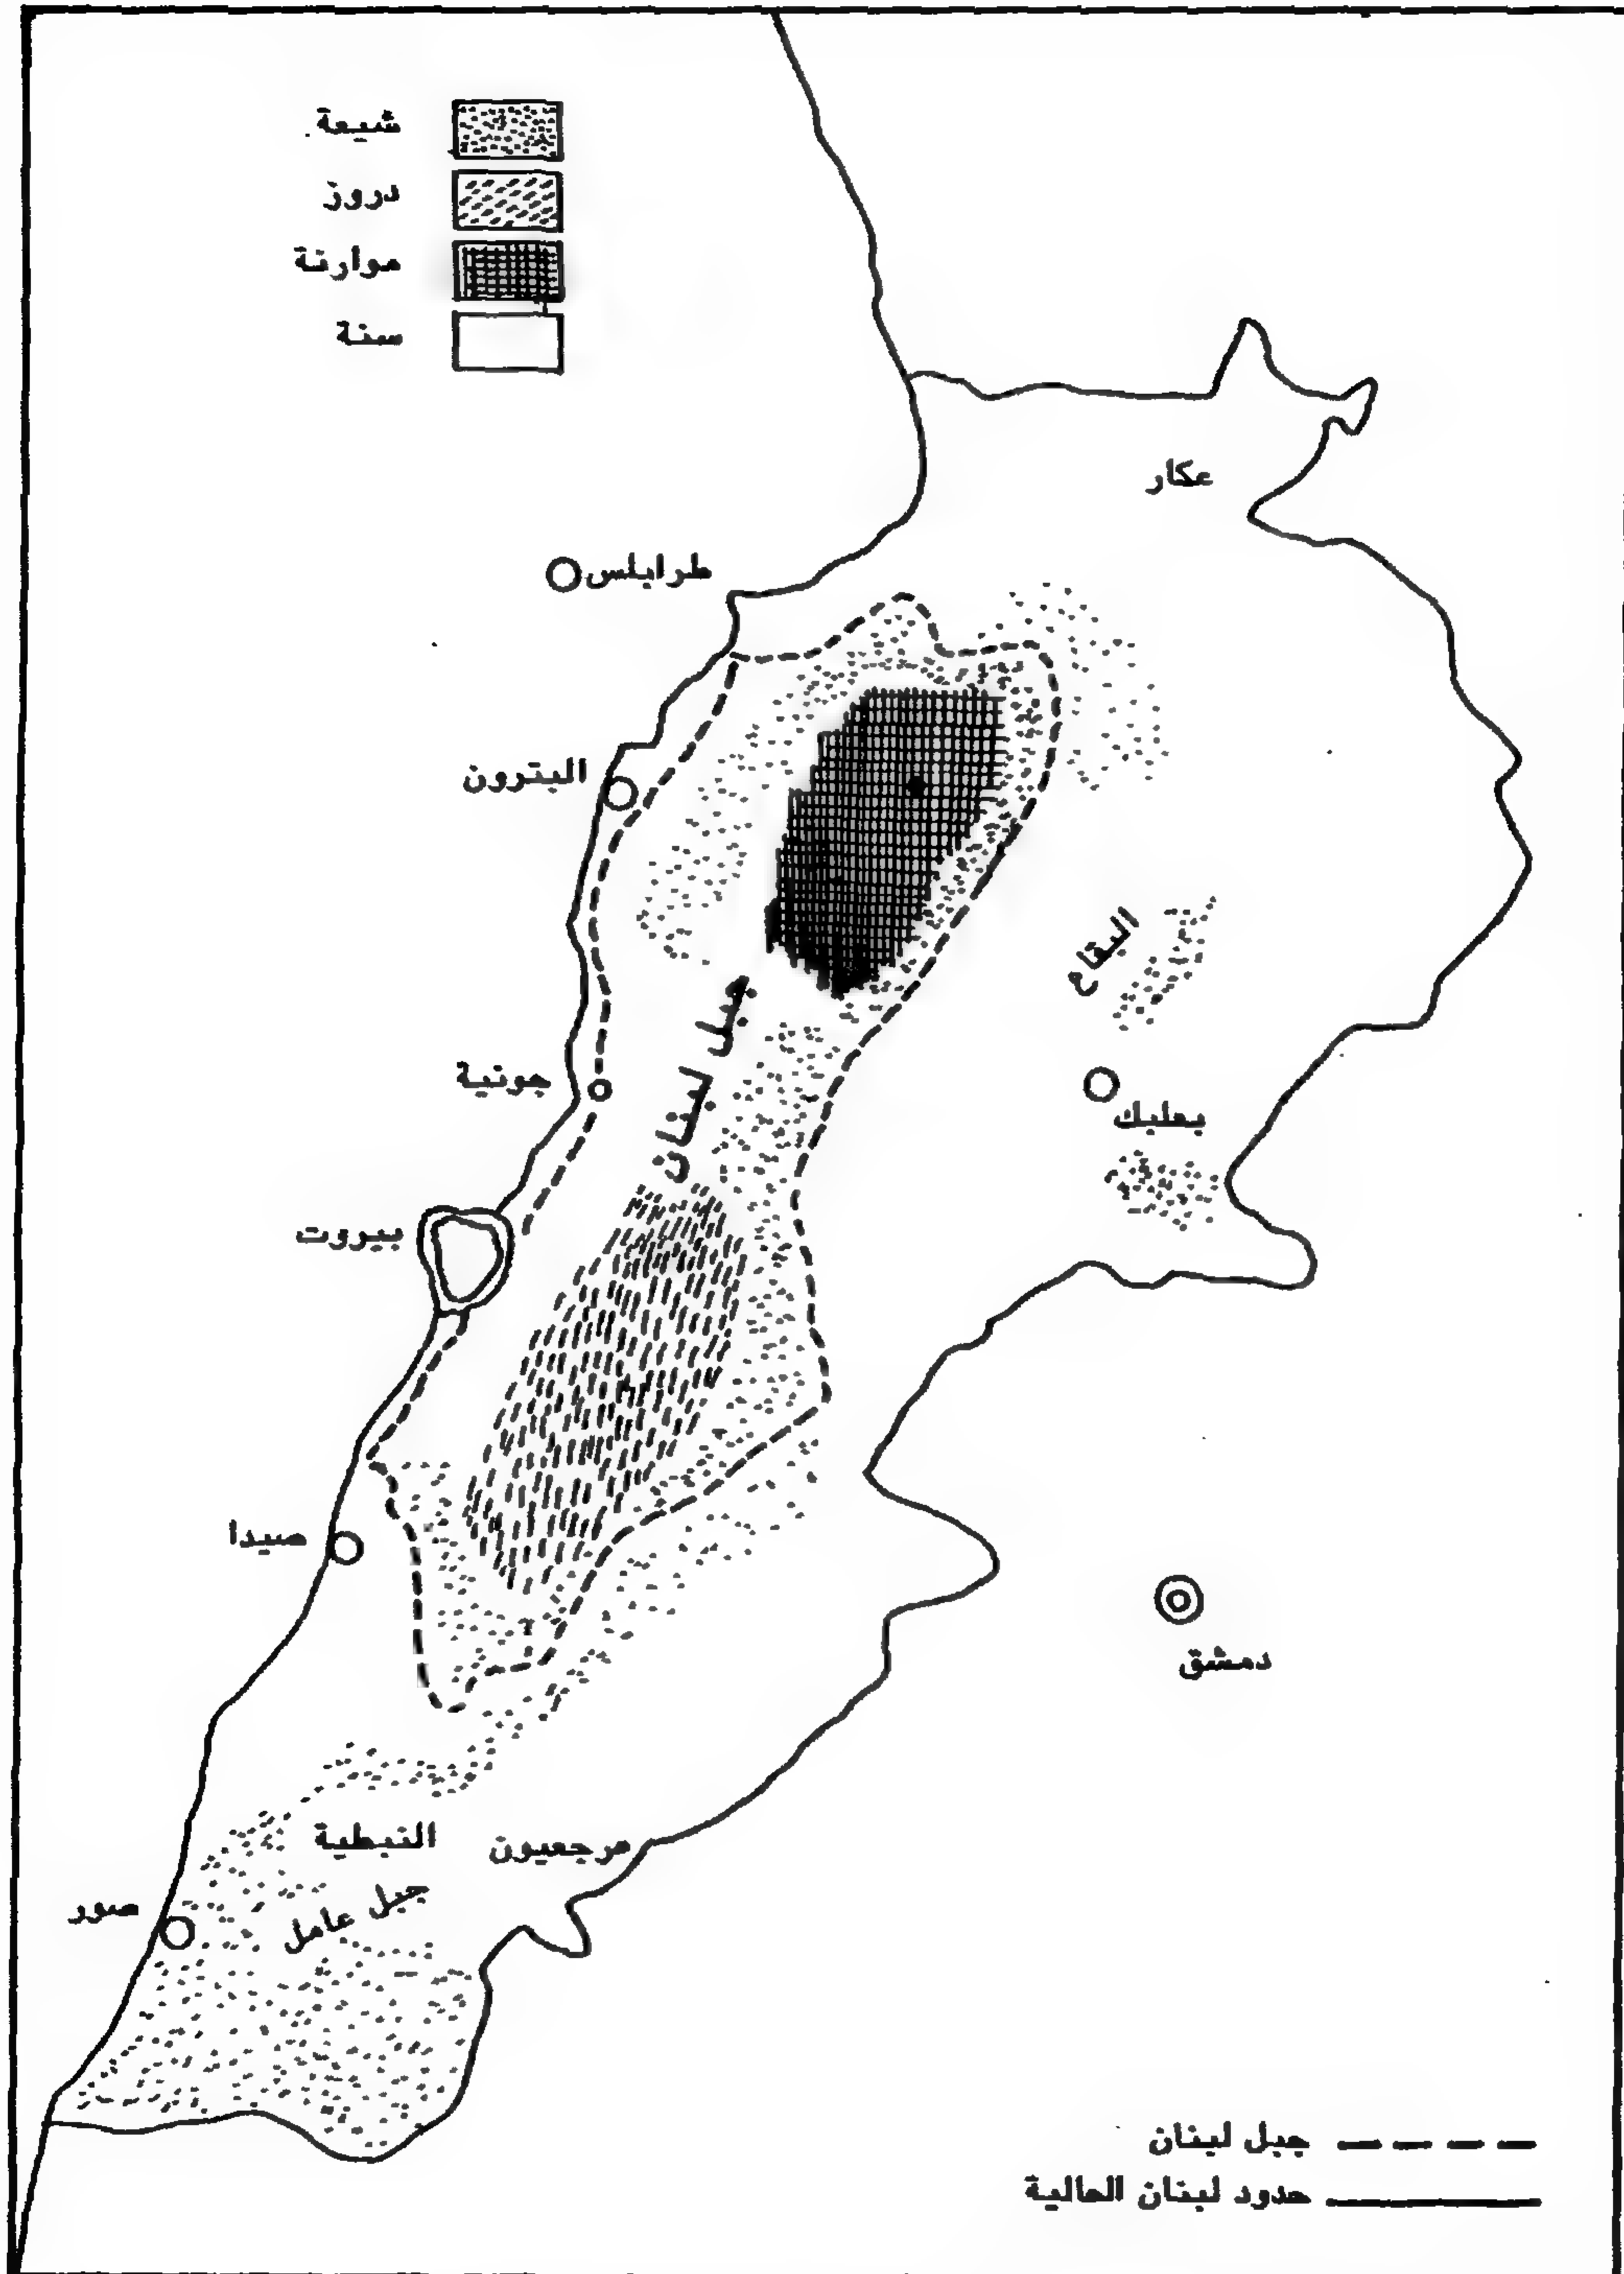 شيعة
دروز
موارنة
سنة
عكار
طرابلس
البترون
البقاع
جبل لبنان
جونية
بعلبك
بيروت
صيدا
دمشق
النبطية
مرجعيون
صور
جبل عامل
جبل لبنان
حدود لبنان الحالية